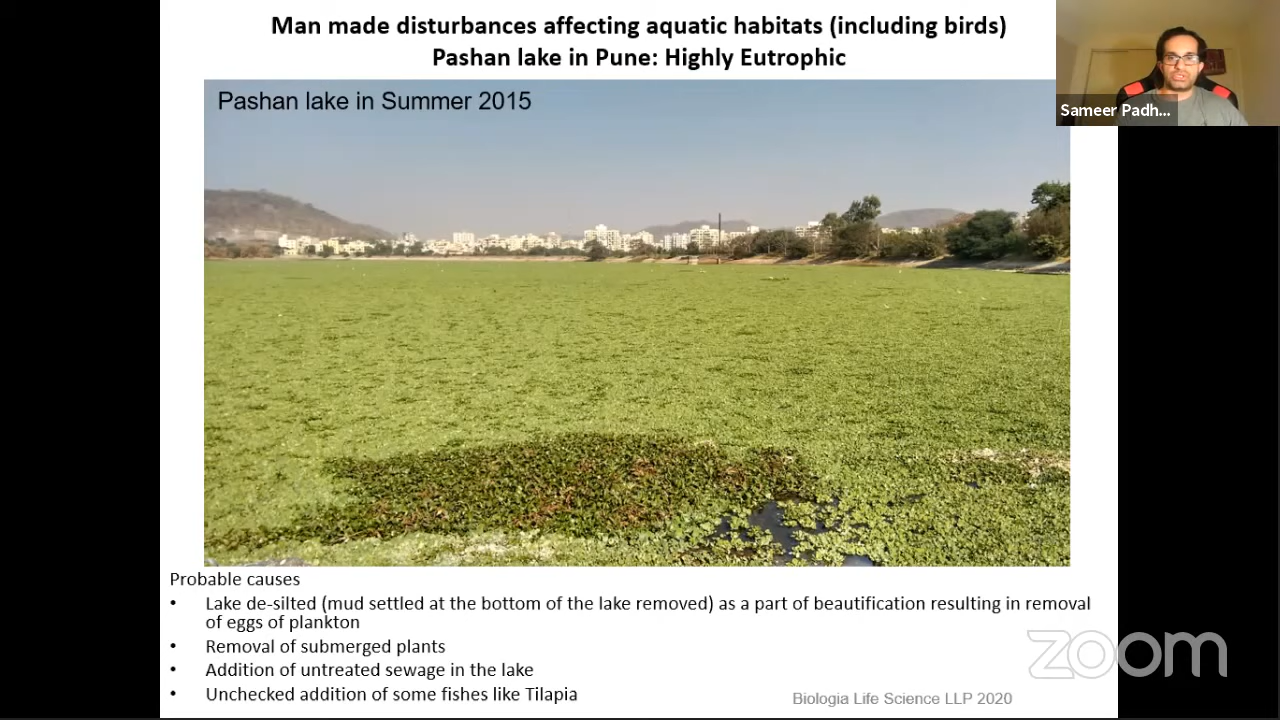 Man made disturbances affecting aquatic habitats (including birds)
Pashan lake in Pune: Highly Eutrophic
Pashan lake in Summer 2015
Sameer Padh...
Probable causes
• Lake de-silted (mud settled at the bottom of the lake removed) as a part of beautification resulting in removal
of eggs of plankton
• Removal of submerged plants
• Addition of untreated sewage in the lake
• Unchecked addition of some fishes like Tilapia
Biologia Life Science LLP 2020
zoom